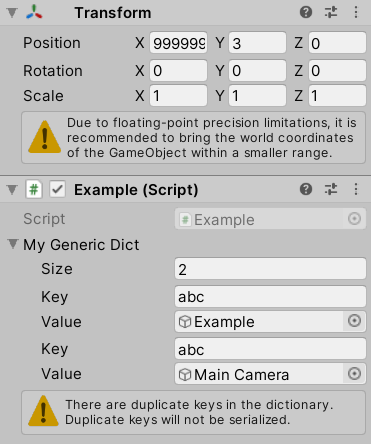 Transform
Position X 999999 Y 3 Z 0
Rotation X 0 Y 0 Z 0
Scale X 1 Y 1 Z 1
Due to floating-point precision limitations, it is
recommended to bring the world coordinates
of the GameObject within a smaller range.
# Example (Script)
Script # Example
My Generic Dict
Size 2
Key abc
Value Example
Key abc
Value Main Camera
There are duplicate keys in the dictionary.
Duplicate keys will not be serialized.